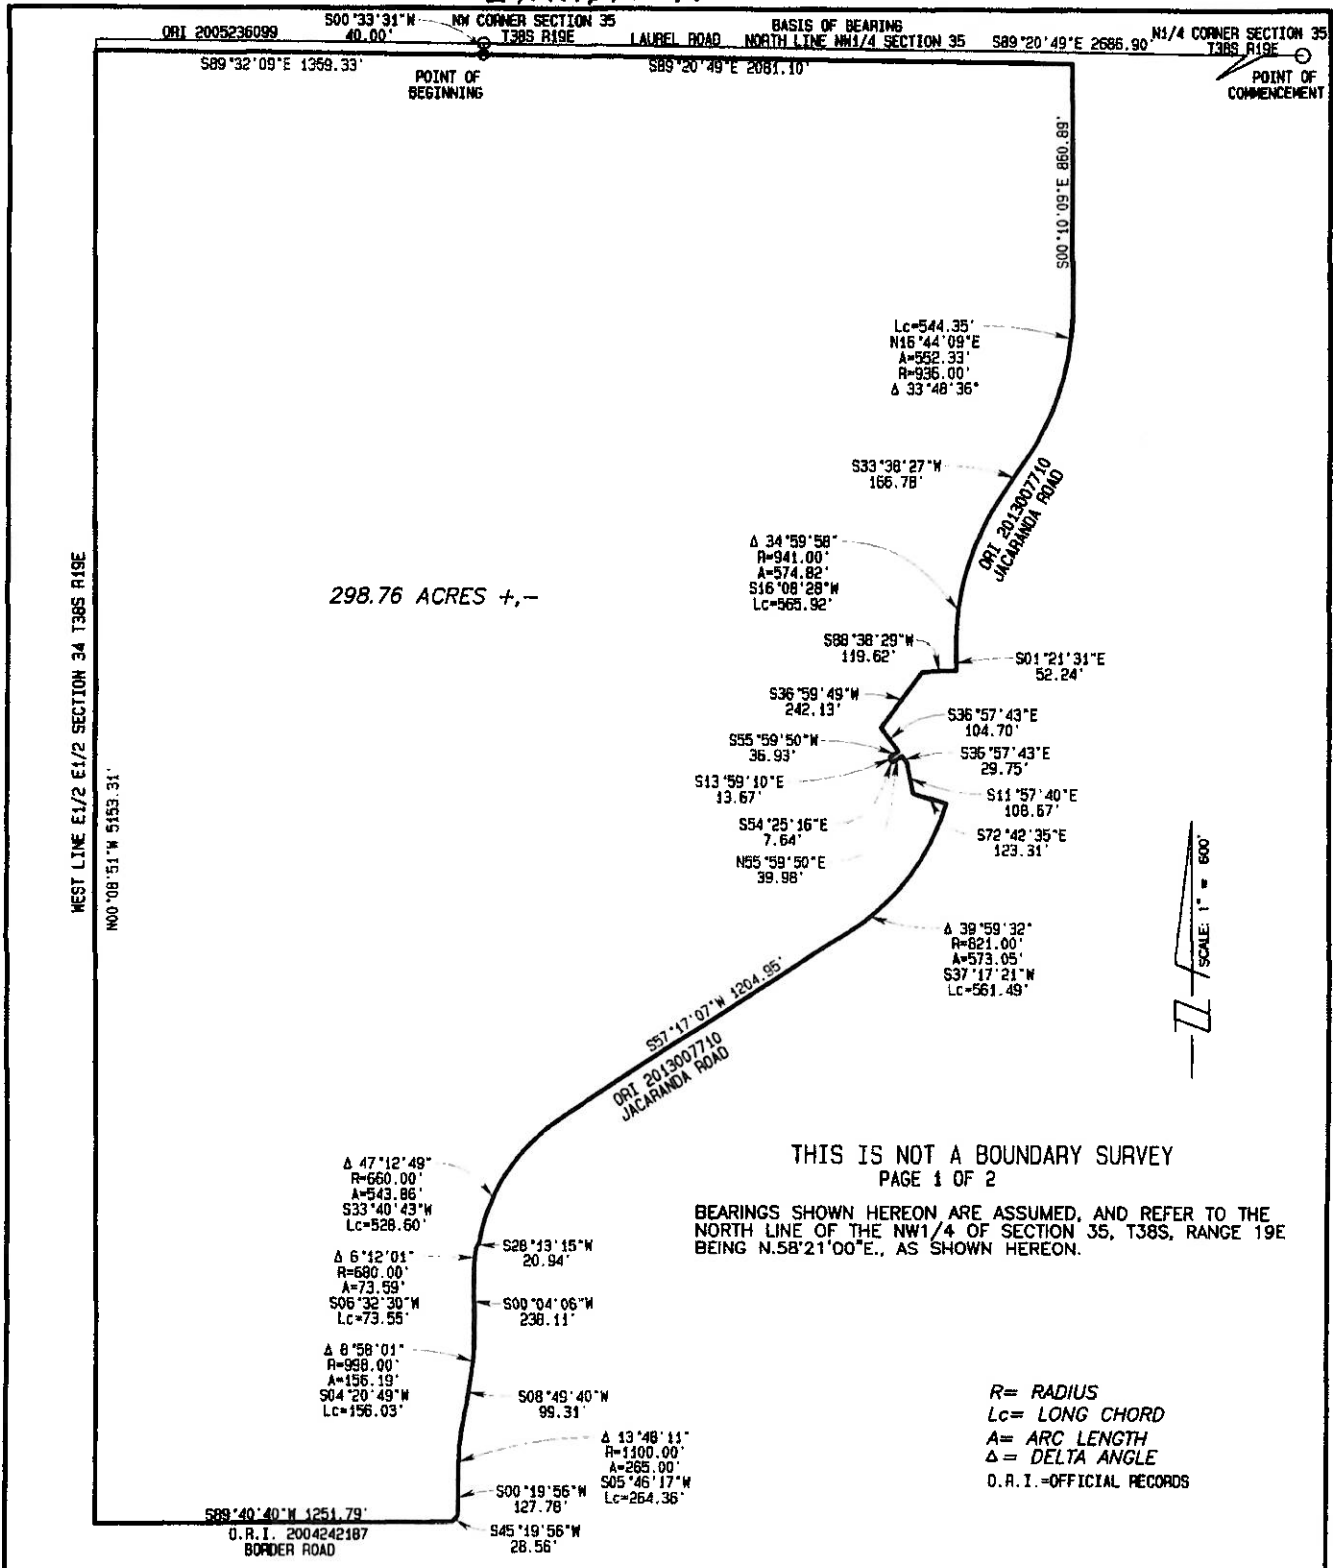 S00°33'31"W
40.00'
NW CORNER SECTION 35
T38S R19E
ORI 2005236099
LAUREL ROAD
BASIS OF BEARING
NORTH LINE NW1/4 SECTION 35
S89°20'49"E 2686.90'
N1/4 CORNER SECTION 35
T38S R19E
S89°32'09"E 1359.33'
POINT OF
BEGINNING
S89°20'49"E 2081.10'
POINT OF
COMMENCEMENT
S00°10'09"E 860.89'
Lc=544.35'
N16°44'09"E
A=552.33'
R=936.00'
Δ 33°48'36"
S33°38'27"W
166.78'
ORI 2013007710
JACARANDA ROAD
Δ 34°59'58"
R=941.00'
A=574.82'
S16°08'28"W
Lc=565.92'
298.76 ACRES +,-
S88°38'29"W
119.62'
S01°21'31"E
52.24'
S36°59'49"W
242.13'
S36°57'43"E
104.70'
S55°59'50"W
36.93'
S36°57'43"E
29.75'
S13°59'10"E
13.67'
S11°57'40"E
108.67'
S54°25'16"E
7.64'
S72°42'35"E
123.31'
N55°59'50"E
39.98'
WEST LINE E1/2 E1/2 SECTION 34 T38S R19E
N00°08'51"W 5153.31'
SCALE: 1" = 600'
Δ 39°59'32"
R=821.00'
A=573.05'
S37°17'21"W
Lc=561.49'
S57°17'07"W 1204.95'
ORI 2013007710
JACARANDA ROAD
THIS IS NOT A BOUNDARY SURVEY
PAGE 1 OF 2
BEARINGS SHOWN HEREON ARE ASSUMED, AND REFER TO THE
NORTH LINE OF THE NW1/4 OF SECTION 35, T38S, RANGE 19E
BEING N.58°21'00"E., AS SHOWN HEREON.
Δ 47°12'49"
R=660.00'
A=543.86'
S33°40'43"W
Lc=528.60'
S28°13'15"W
20.94'
Δ 6°12'01"
R=680.00'
A=73.59'
S06°32'30"W
Lc=73.55'
S00°04'06"W
238.11'
Δ 8°58'01"
R=998.00'
A=156.19'
S04°20'49"W
Lc=156.03'
S08°49'40"W
99.31'
Δ 13°48'11"
R=1100.00'
A=265.00'
S05°46'17"W
Lc=264.36'
R= RADIUS
Lc= LONG CHORD
A= ARC LENGTH
Δ = DELTA ANGLE
O.R.I.=OFFICIAL RECORDS
S00°19'56"W
127.78'
S89°40'40"W 1251.79'
O.R.I. 2004242187
BORDER ROAD
S45°19'56"W
28.56'